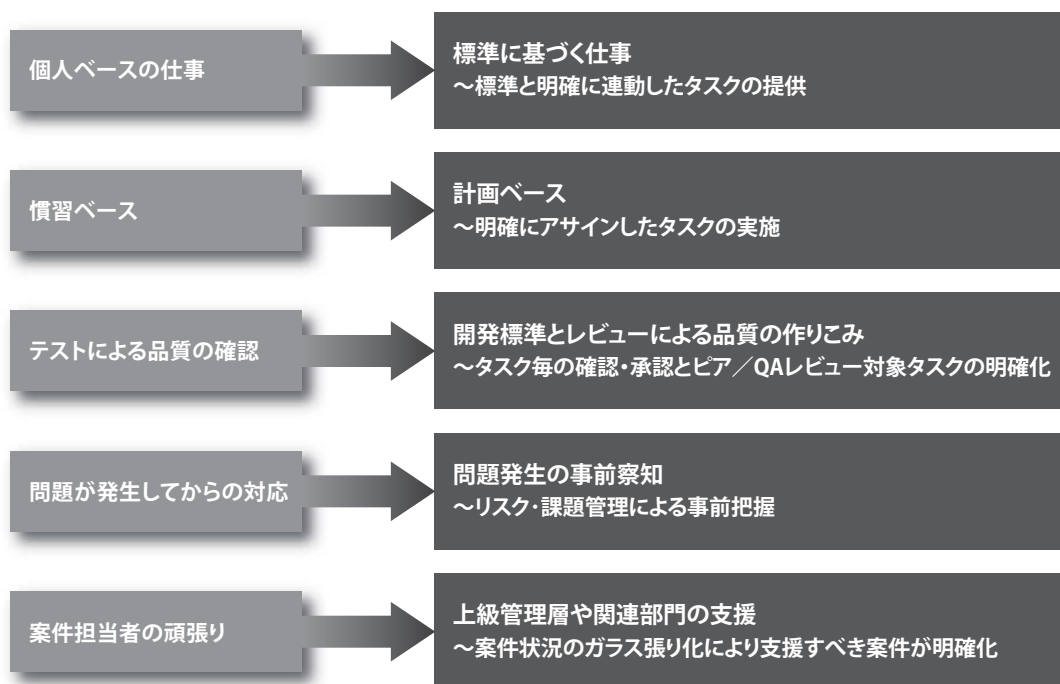 個人ベースの仕事
標準に基づく仕事
～標準と明確に連動したタスクの提供
慣習ベース
計画ベース
～明確にアサインしたタスクの実施
テストによる品質の確認
開発標準とレビューによる品質の作りこみ
～タスク毎の確認・承認とピア／QAレビュー対象タスクの明確化
問題が発生してからの対応
問題発生の事前察知
～リスク・課題管理による事前把握
案件担当者の頑張り
上級管理層や関連部門の支援
～案件状況のガラス張り化により支援すべき案件が明確化